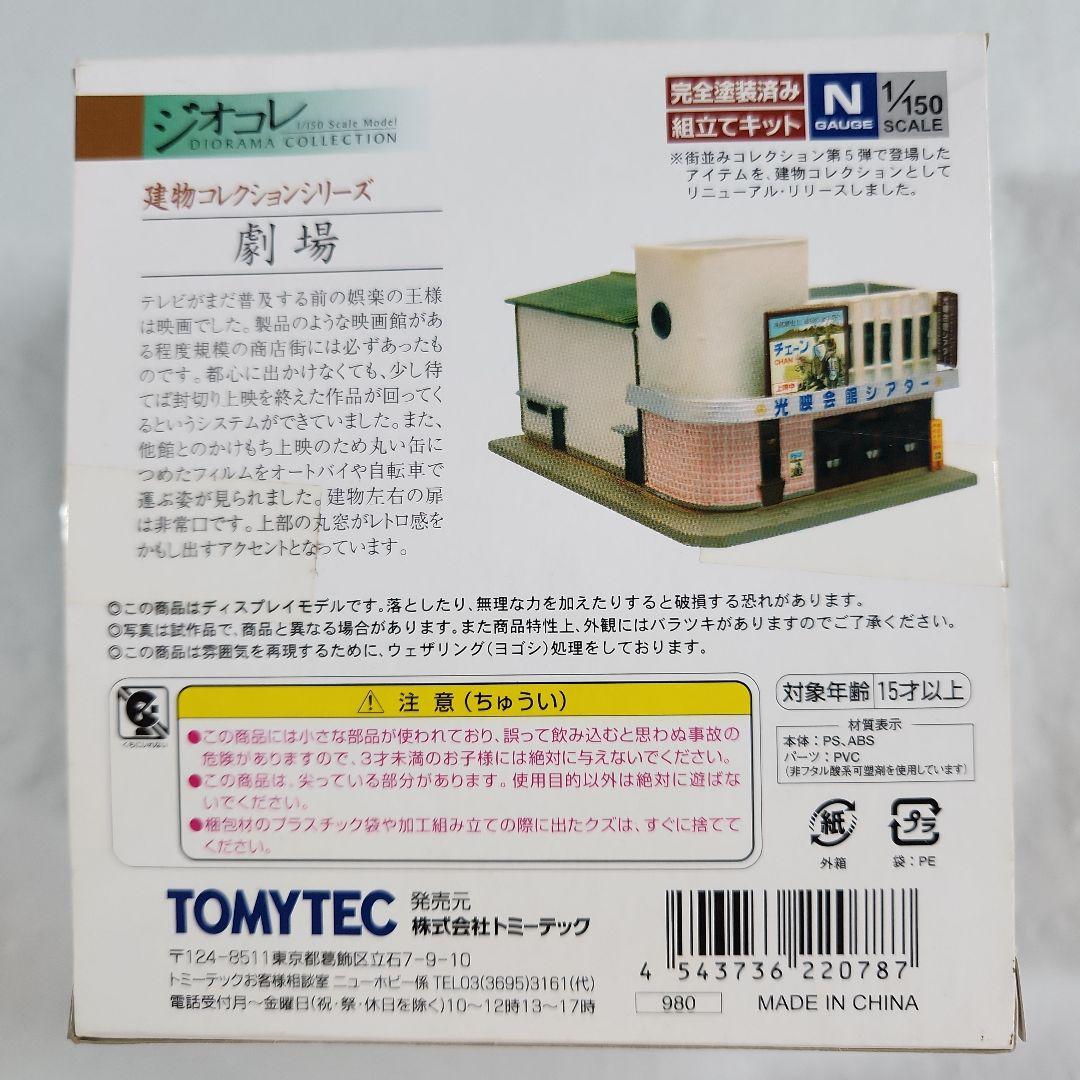 ジオコレ
1/150 Scale Model
DIORAMA COLLECTION
完全塗装済み
組立てキット
N
GAUGE
1/150
SCALE
※街並みコレクション第5弾で登場した
アイテムを、建物コレクションとして
リニューアル・リリースしました。
建物コレクションシリーズ
劇場
テレビがまだ普及する前の娯楽の王様
は映画でした。製品のような映画館があ
る程度規模の商店街には必ずあったも
のです。都心に出かけなくても、少し待
てば封切り上映を終えた作品が回ってく
るというシステムができていました。また、
他館とのかけもち上映のため丸い缶に
つめたフィルムをオートバイや自転車で
運ぶ姿が見られました。建物左右の扉
は非常口です。上部の丸窓がレトロ感を
かもし出すアクセントとなっています。
チェーン
CHAN
上映中
光映会館シアター
◎この商品はディスプレイモデルです。落としたり、無理な力を加えたりすると破損する恐れがあります。
◎写真は試作品で、商品と異なる場合があります。また商品特性上、外観にはバラツキがありますのでご了承ください。
◎この商品は雰囲気を再現するために、ウェザリング(ヨゴシ)処理をしております。
くちにいれない
注意(ちゅうい)
●この商品には小さな部品が使われており、誤って飲み込むと思わぬ事故の
危険がありますので、3才未満のお子様には絶対に与えないでください。
●この商品は、尖っている部分があります。使用目的以外は絶対に遊ばな
いでください。
●梱包材のプラスチック袋や加工組み立ての際に出たクズは、すぐに捨てて
ください。
対象年齢 15才以上
材質表示
本体:PS、ABS
パーツ:PVC
(非フタル酸系可塑剤を使用しています)
紙
外箱
プラ
袋:PE
TOMYTEC
発売元
株式会社トミーテック
〒124-8511東京都葛飾区立石7-9-10
トミーテックお客様相談室 ニューホビー係 TEL03(3695)3161(代)
電話受付月〜金曜日(祝・祭・休日を除く)10〜12時13〜17時
4 543736 220787
980
MADE IN CHINA